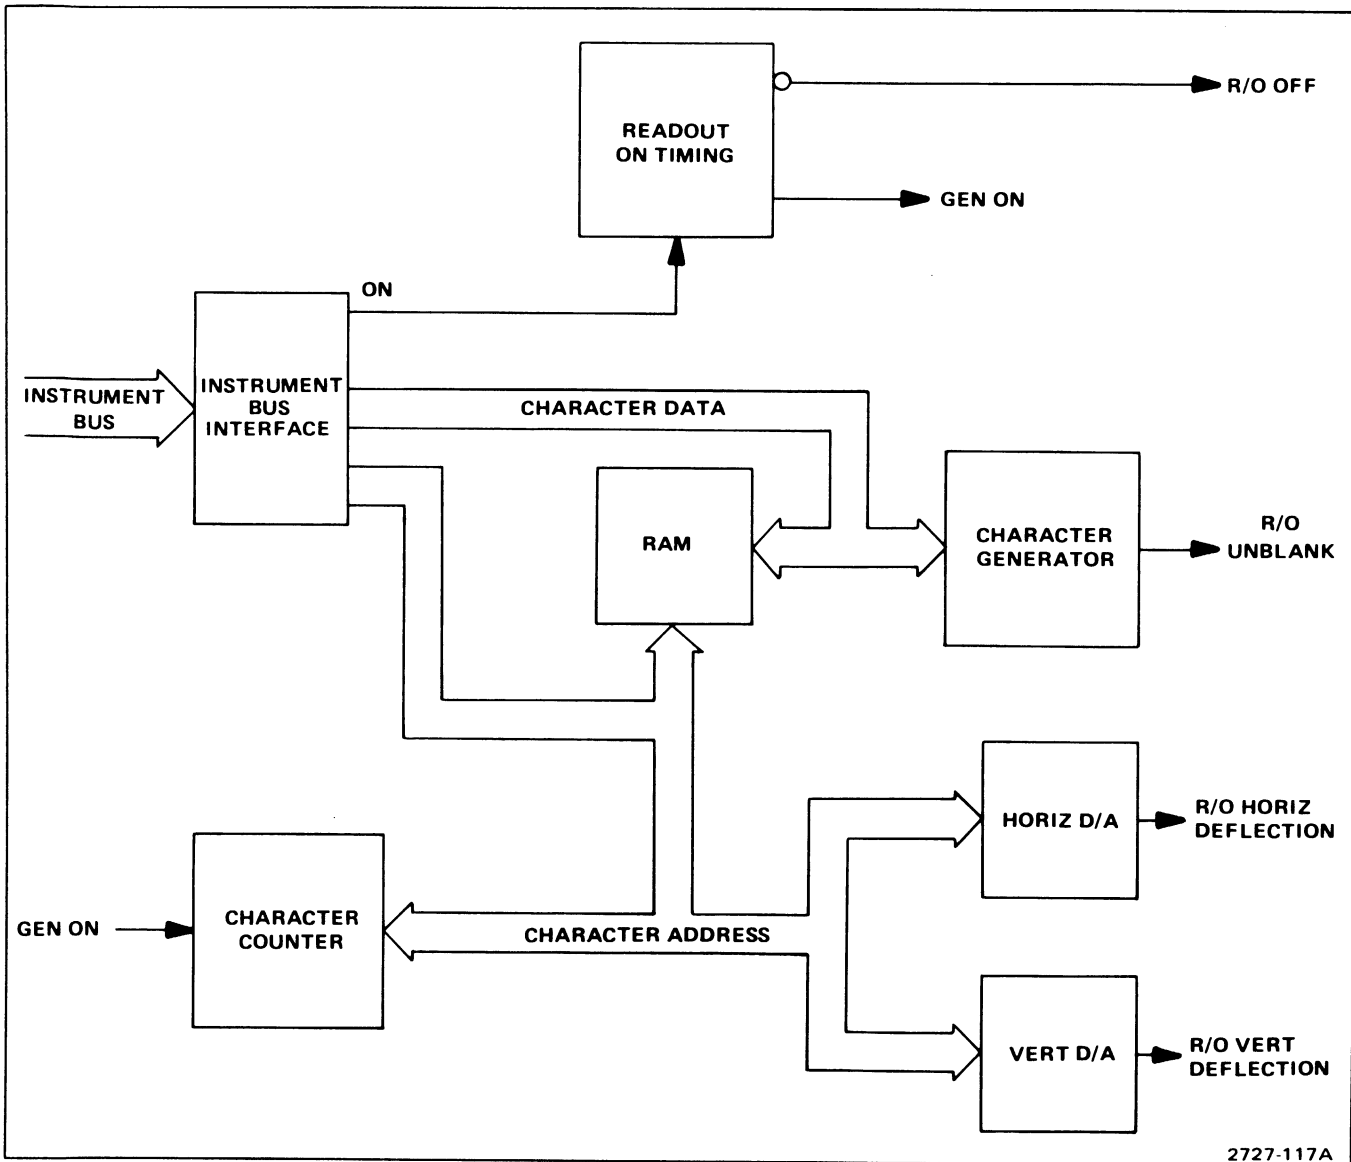 READOUT
ON TIMING
R/O OFF
GEN ON
ON
INSTRUMENT
BUS
INSTRUMENT
BUS
INTERFACE
CHARACTER DATA
RAM
CHARACTER
GENERATOR
R/O
UNBLANK
HORIZ D/A
R/O HORIZ
DEFLECTION
GEN ON
CHARACTER
COUNTER
CHARACTER ADDRESS
VERT D/A
R/O VERT
DEFLECTION
2727-117A